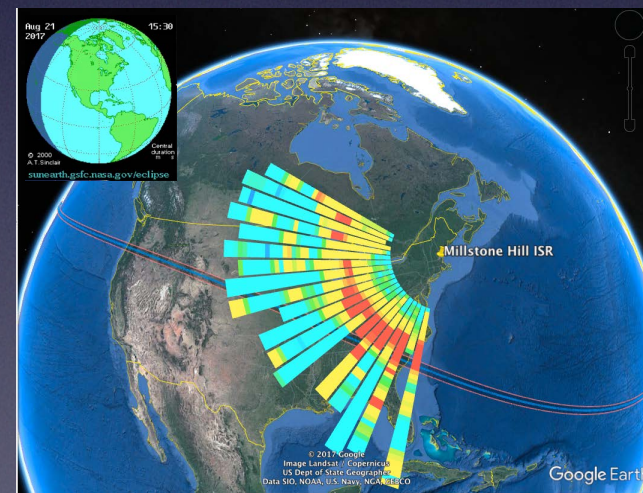 Aug 21 15:30
2017
Central
duration
m s
© 2000
A.T.Sinclair
sunearth.gsfc.nasa.gov/eclipse
Millstone Hill ISR
© 2017 Google
Image Landsat / Copernicus
US Dept of State Geographer
Data SIO, NOAA, U.S. Navy, NGA, GEBCO
Google Earth